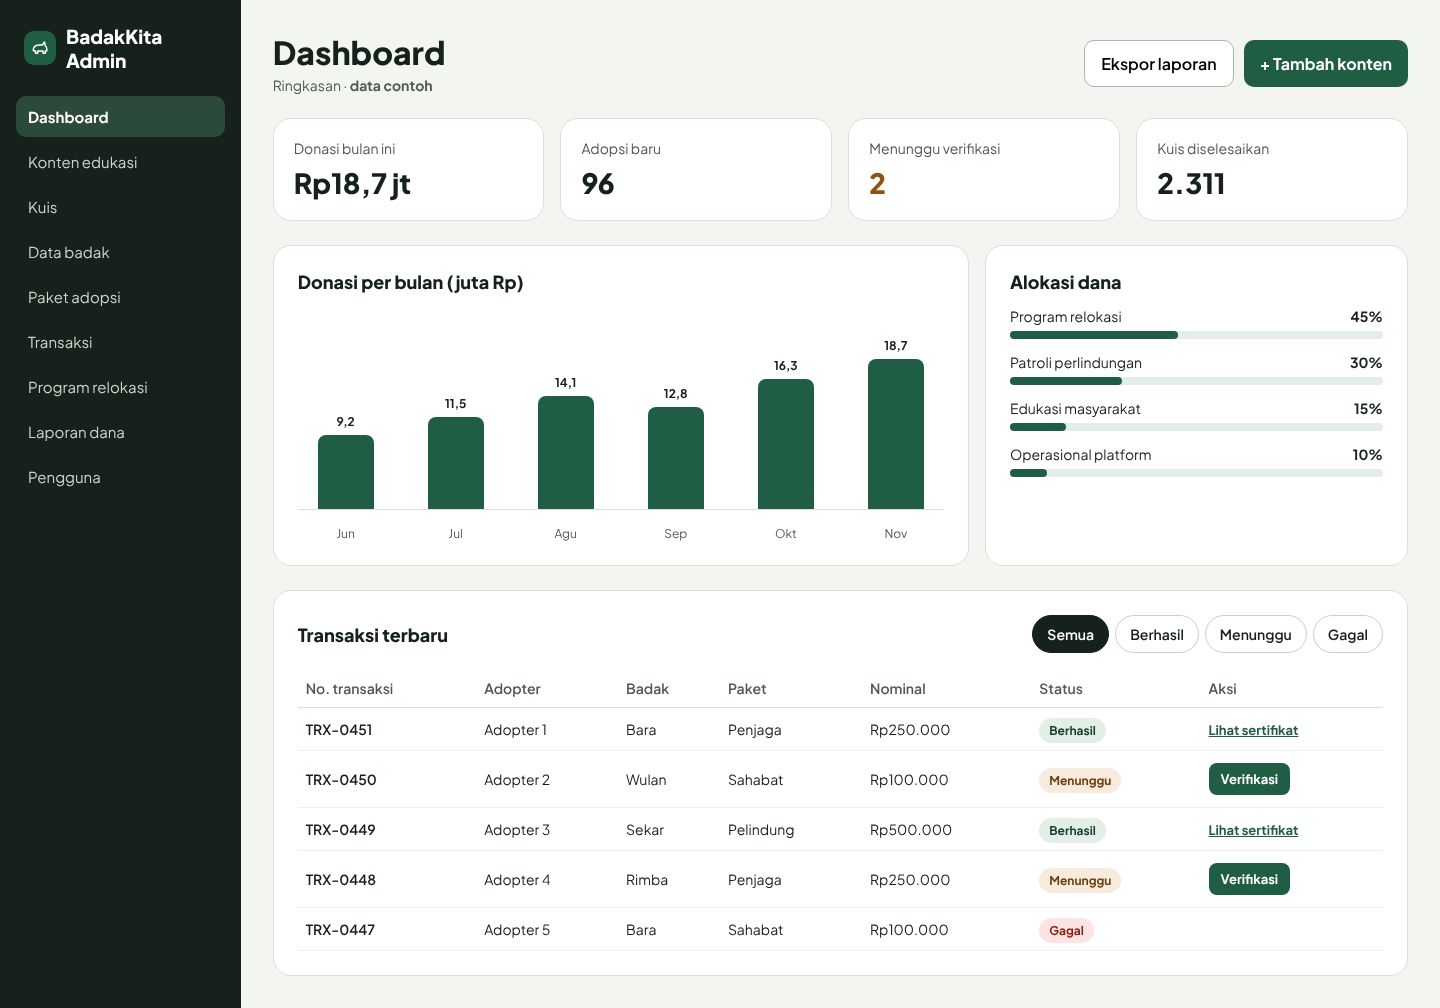 BadakKita
Admin
Dashboard
Konten edukasi
Kuis
Data badak
Paket adopsi
Transaksi
Program relokasi
Laporan dana
Pengguna
Dashboard
Ringkasan · data contoh
Ekspor laporan
+ Tambah konten
Donasi bulan ini
Rp18,7 jt
Adopsi baru
96
Menunggu verifikasi
2
Kuis diselesaikan
2.311
Donasi per bulan (juta Rp)
9,2
11,5
14,1
12,8
16,3
18,7
Jun
Jul
Agu
Sep
Okt
Nov
Alokasi dana
Program relokasi 45%
Patroli perlindungan 30%
Edukasi masyarakat 15%
Operasional platform 10%
Transaksi terbaru
Semua Berhasil Menunggu Gagal
No. transaksi Adopter Badak Paket Nominal Status Aksi
TRX-0451 Adopter 1 Bara Penjaga Rp250.000 Berhasil Lihat sertifikat
TRX-0450 Adopter 2 Wulan Sahabat Rp100.000 Menunggu Verifikasi
TRX-0449 Adopter 3 Sekar Pelindung Rp500.000 Berhasil Lihat sertifikat
TRX-0448 Adopter 4 Rimba Penjaga Rp250.000 Menunggu Verifikasi
TRX-0447 Adopter 5 Bara Sahabat Rp100.000 Gagal